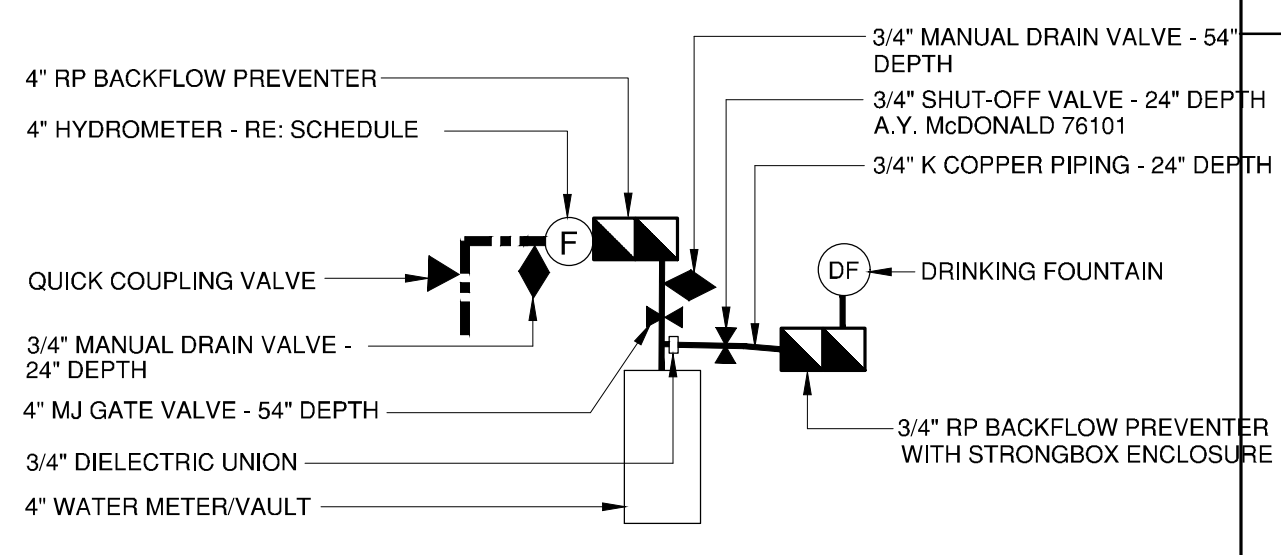 4" RP BACKFLOW PREVENTER
4" HYDROMETER - RE: SCHEDULE
QUICK COUPLING VALVE
3/4" MANUAL DRAIN VALVE -
24" DEPTH
4" MJ GATE VALVE - 54" DEPTH
3/4" DIELECTRIC UNION
4" WATER METER/VAULT
F
3/4" MANUAL DRAIN VALVE - 54"
DEPTH
3/4" SHUT-OFF VALVE - 24" DEPTH
A.Y. McDONALD 76101
3/4" K COPPER PIPING - 24" DEPTH
DF
DRINKING FOUNTAIN
3/4" RP BACKFLOW PREVENTER
WITH STRONGBOX ENCLOSURE